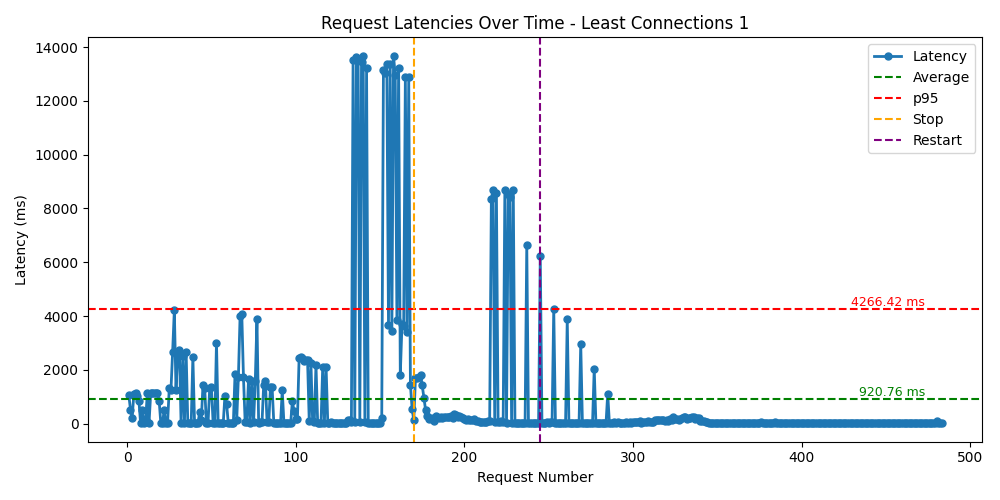 Request Latencies Over Time - Least Connections 1
Latency (ms)
14000
12000
10000
8000
6000
4000
2000
0
Latency
Average
p95
Stop
Restart
4266.42 ms
920.76 ms
0
100
200
300
400
500
Request Number